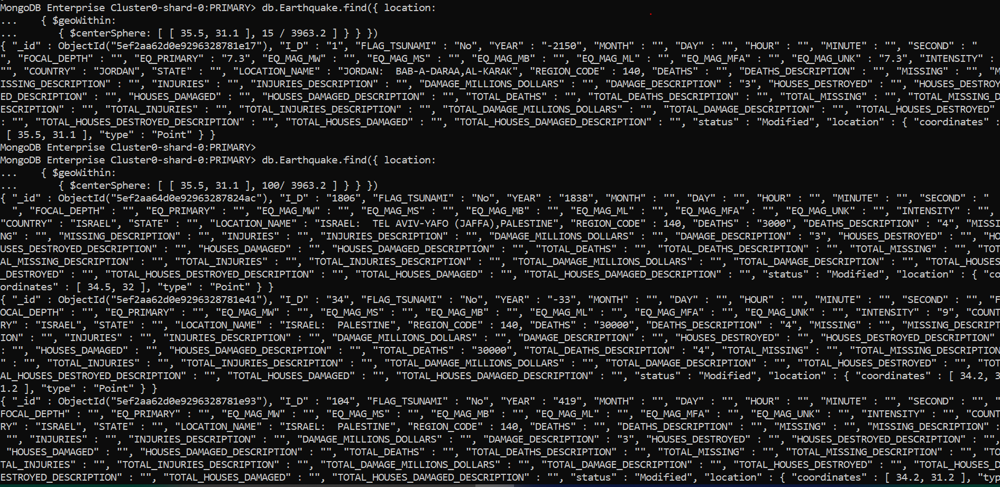 MongoDB Enterprise Cluster0-shard-0:PRIMARY> db.Earthquake.find({ location:
...    { $geoWithin:
...       { $centerSphere: [ [ 35.5, 31.1 ], 15 / 3963.2 ] } } })
{ "_id" : ObjectId("5ef2aa62d0e9296328781e17"), "I_D" : "1", "FLAG_TSUNAMI" : "No", "YEAR" : "-2150", "MONTH" : "", "DAY" : "", "HOUR" : "", "MINUTE" : "", "SECOND" : "
", "FOCAL_DEPTH" : "", "EQ_PRIMARY" : "7.3", "EQ_MAG_MW" : "", "EQ_MAG_MS" : "", "EQ_MAG_MB" : "", "EQ_MAG_ML" : "", "EQ_MAG_MFA" : "", "EQ_MAG_UNK" : "7.3", "INTENSITY" :
"", "COUNTRY" : "JORDAN", "STATE" : "", "LOCATION_NAME" : "JORDAN:  BAB-A-DARAA,AL-KARAK", "REGION_CODE" : 140, "DEATHS" : "", "DEATHS_DESCRIPTION" : "", "MISSING" : "", "M
ISSING_DESCRIPTION" : "", "INJURIES" : "", "INJURIES_DESCRIPTION" : "", "DAMAGE_MILLIONS_DOLLARS" : "", "DAMAGE_DESCRIPTION" : "3", "HOUSES_DESTROYED" : "", "HOUSES_DESTROY
ED_DESCRIPTION" : "", "HOUSES_DAMAGED" : "", "HOUSES_DAMAGED_DESCRIPTION" : "", "TOTAL_DEATHS" : "", "TOTAL_DEATHS_DESCRIPTION" : "", "TOTAL_MISSING" : "", "TOTAL_MISSING_D
ESCRIPTION" : "", "TOTAL_INJURIES" : "", "TOTAL_INJURIES_DESCRIPTION" : "", "TOTAL_DAMAGE_MILLIONS_DOLLARS" : "", "TOTAL_DAMAGE_DESCRIPTION" : "", "TOTAL_HOUSES_DESTROYED"
: "", "TOTAL_HOUSES_DESTROYED_DESCRIPTION" : "", "TOTAL_HOUSES_DAMAGED" : "", "TOTAL_HOUSES_DAMAGED_DESCRIPTION" : "", "status" : "Modified", "location" : { "coordinates" :
[ 35.5, 31.1 ], "type" : "Point" } }
MongoDB Enterprise Cluster0-shard-0:PRIMARY>
MongoDB Enterprise Cluster0-shard-0:PRIMARY> db.Earthquake.find({ location:
...    { $geoWithin:
...       { $centerSphere: [ [ 35.5, 31.1 ], 100/ 3963.2 ] } } })
{ "_id" : ObjectId("5ef2aa64d0e92963287824ac"), "I_D" : "1806", "FLAG_TSUNAMI" : "No", "YEAR" : "1838", "MONTH" : "", "DAY" : "", "HOUR" : "", "MINUTE" : "", "SECOND" : "
", "FOCAL_DEPTH" : "", "EQ_PRIMARY" : "", "EQ_MAG_MW" : "", "EQ_MAG_MS" : "", "EQ_MAG_MB" : "", "EQ_MAG_ML" : "", "EQ_MAG_MFA" : "", "EQ_MAG_UNK" : "", "INTENSITY" : "",
"COUNTRY" : "ISRAEL", "STATE" : "", "LOCATION_NAME" : "ISRAEL:  TEL AVIV-YAFO (JAFFA),PALESTINE", "REGION_CODE" : 140, "DEATHS" : "3000", "DEATHS_DESCRIPTION" : "4", "MISSI
NG" : "", "MISSING_DESCRIPTION" : "", "INJURIES" : "", "INJURIES_DESCRIPTION" : "", "DAMAGE_MILLIONS_DOLLARS" : "", "DAMAGE_DESCRIPTION" : "3", "HOUSES_DESTROYED" : "", "HO
USES_DESTROYED_DESCRIPTION" : "", "HOUSES_DAMAGED" : "", "HOUSES_DAMAGED_DESCRIPTION" : "", "TOTAL_DEATHS" : "", "TOTAL_DEATHS_DESCRIPTION" : "", "TOTAL_MISSING" : "", "TOT
AL_MISSING_DESCRIPTION" : "", "TOTAL_INJURIES" : "", "TOTAL_INJURIES_DESCRIPTION" : "", "TOTAL_DAMAGE_MILLIONS_DOLLARS" : "", "TOTAL_DAMAGE_DESCRIPTION" : "", "TOTAL_HOUSES
_DESTROYED" : "", "TOTAL_HOUSES_DESTROYED_DESCRIPTION" : "", "TOTAL_HOUSES_DAMAGED" : "", "TOTAL_HOUSES_DAMAGED_DESCRIPTION" : "", "status" : "Modified", "location" : { "co
ordinates" : [ 34.5, 32 ], "type" : "Point" } }
{ "_id" : ObjectId("5ef2aa62d0e9296328781e41"), "I_D" : "34", "FLAG_TSUNAMI" : "No", "YEAR" : "-33", "MONTH" : "", "DAY" : "", "HOUR" : "", "MINUTE" : "", "SECOND" : "", "F
OCAL_DEPTH" : "", "EQ_PRIMARY" : "", "EQ_MAG_MW" : "", "EQ_MAG_MS" : "", "EQ_MAG_MB" : "", "EQ_MAG_ML" : "", "EQ_MAG_MFA" : "", "EQ_MAG_UNK" : "", "INTENSITY" : "9", "COUNT
RY" : "ISRAEL", "STATE" : "", "LOCATION_NAME" : "ISRAEL:  PALESTINE", "REGION_CODE" : 140, "DEATHS" : "30000", "DEATHS_DESCRIPTION" : "4", "MISSING" : "", "MISSING_DESCRIPT
ION" : "", "INJURIES" : "", "INJURIES_DESCRIPTION" : "", "DAMAGE_MILLIONS_DOLLARS" : "", "DAMAGE_DESCRIPTION" : "", "HOUSES_DESTROYED" : "", "HOUSES_DESTROYED_DESCRIPTION"
: "", "HOUSES_DAMAGED" : "", "HOUSES_DAMAGED_DESCRIPTION" : "", "TOTAL_DEATHS" : "30000", "TOTAL_DEATHS_DESCRIPTION" : "4", "TOTAL_MISSING" : "", "TOTAL_MISSING_DESCRIPTION
" : "", "TOTAL_INJURIES" : "", "TOTAL_INJURIES_DESCRIPTION" : "", "TOTAL_DAMAGE_MILLIONS_DOLLARS" : "", "TOTAL_DAMAGE_DESCRIPTION" : "", "TOTAL_HOUSES_DESTROYED" : "", "TOT
AL_HOUSES_DESTROYED_DESCRIPTION" : "", "TOTAL_HOUSES_DAMAGED" : "", "TOTAL_HOUSES_DAMAGED_DESCRIPTION" : "", "status" : "Modified", "location" : { "coordinates" : [ 34.2, 3
1.2 ], "type" : "Point" } }
{ "_id" : ObjectId("5ef2aa62d0e9296328781e93"), "I_D" : "104", "FLAG_TSUNAMI" : "No", "YEAR" : "419", "MONTH" : "", "DAY" : "", "HOUR" : "", "MINUTE" : "", "SECOND" : "", "
FOCAL_DEPTH" : "", "EQ_PRIMARY" : "", "EQ_MAG_MW" : "", "EQ_MAG_MS" : "", "EQ_MAG_MB" : "", "EQ_MAG_ML" : "", "EQ_MAG_MFA" : "", "EQ_MAG_UNK" : "", "INTENSITY" : "", "COUNT
RY" : "ISRAEL", "STATE" : "", "LOCATION_NAME" : "ISRAEL:  PALESTINE", "REGION_CODE" : 140, "DEATHS" : "", "DEATHS_DESCRIPTION" : "", "MISSING" : "", "MISSING_DESCRIPTION" :
"", "INJURIES" : "", "INJURIES_DESCRIPTION" : "", "DAMAGE_MILLIONS_DOLLARS" : "", "DAMAGE_DESCRIPTION" : "3", "HOUSES_DESTROYED" : "", "HOUSES_DESTROYED_DESCRIPTION" : "",
"HOUSES_DAMAGED" : "", "HOUSES_DAMAGED_DESCRIPTION" : "", "TOTAL_DEATHS" : "", "TOTAL_DEATHS_DESCRIPTION" : "", "TOTAL_MISSING" : "", "TOTAL_MISSING_DESCRIPTION" : "", "TO
TAL_INJURIES" : "", "TOTAL_INJURIES_DESCRIPTION" : "", "TOTAL_DAMAGE_MILLIONS_DOLLARS" : "", "TOTAL_DAMAGE_DESCRIPTION" : "", "TOTAL_HOUSES_DESTROYED" : "", "TOTAL_HOUSES_D
ESTROYED_DESCRIPTION" : "", "TOTAL_HOUSES_DAMAGED" : "", "TOTAL_HOUSES_DAMAGED_DESCRIPTION" : "", "status" : "Modified", "location" : { "coordinates" : [ 34.2, 31.2 ], "typ